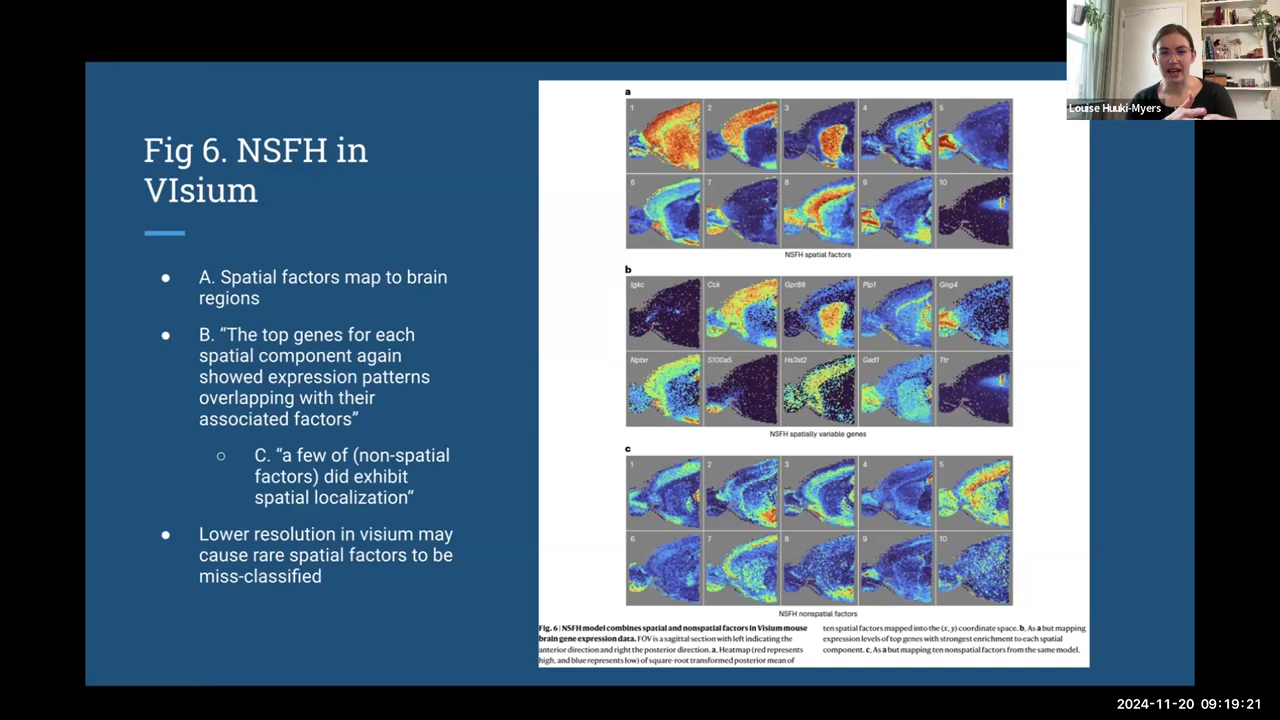 Louise Huuki-Myers
Fig 6. NSFH in
VIsium
● A. Spatial factors map to brain
regions
● B. “The top genes for each
spatial component again
showed expression patterns
overlapping with their
associated factors”
○ C. “a few of (non-spatial
factors) did exhibit
spatial localization“
● Lower resolution in visium may
cause rare spatial factors to be
miss-classified
a
1 2 3 4 5
6 7 8 9 10
NSFH spatial factors
b
Igkc Cck Gpr88 Plp1 Gng4
Nptxr S100a5 Hs3st2 Gad1 Ttr
NSFH spatially variable genes
c
1 2 3 4 5
6 7 8 9 10
NSFH nonspatial factors
Fig. 6 | NSFH model combines spatial and nonspatial factors in Visium mouse
brain gene expression data. FOV is a sagittal section with left indicating the
anterior direction and right the posterior direction. a, Heatmap (red represents
high, and blue represents low) of square-root transformed posterior mean of
ten spatial factors mapped into the (x, y) coordinate space. b, As a but mapping
expression levels of top genes with strongest enrichment to each spatial
component. c, As a but mapping ten nonspatial factors from the same model.
2024-11-20 09:19:21